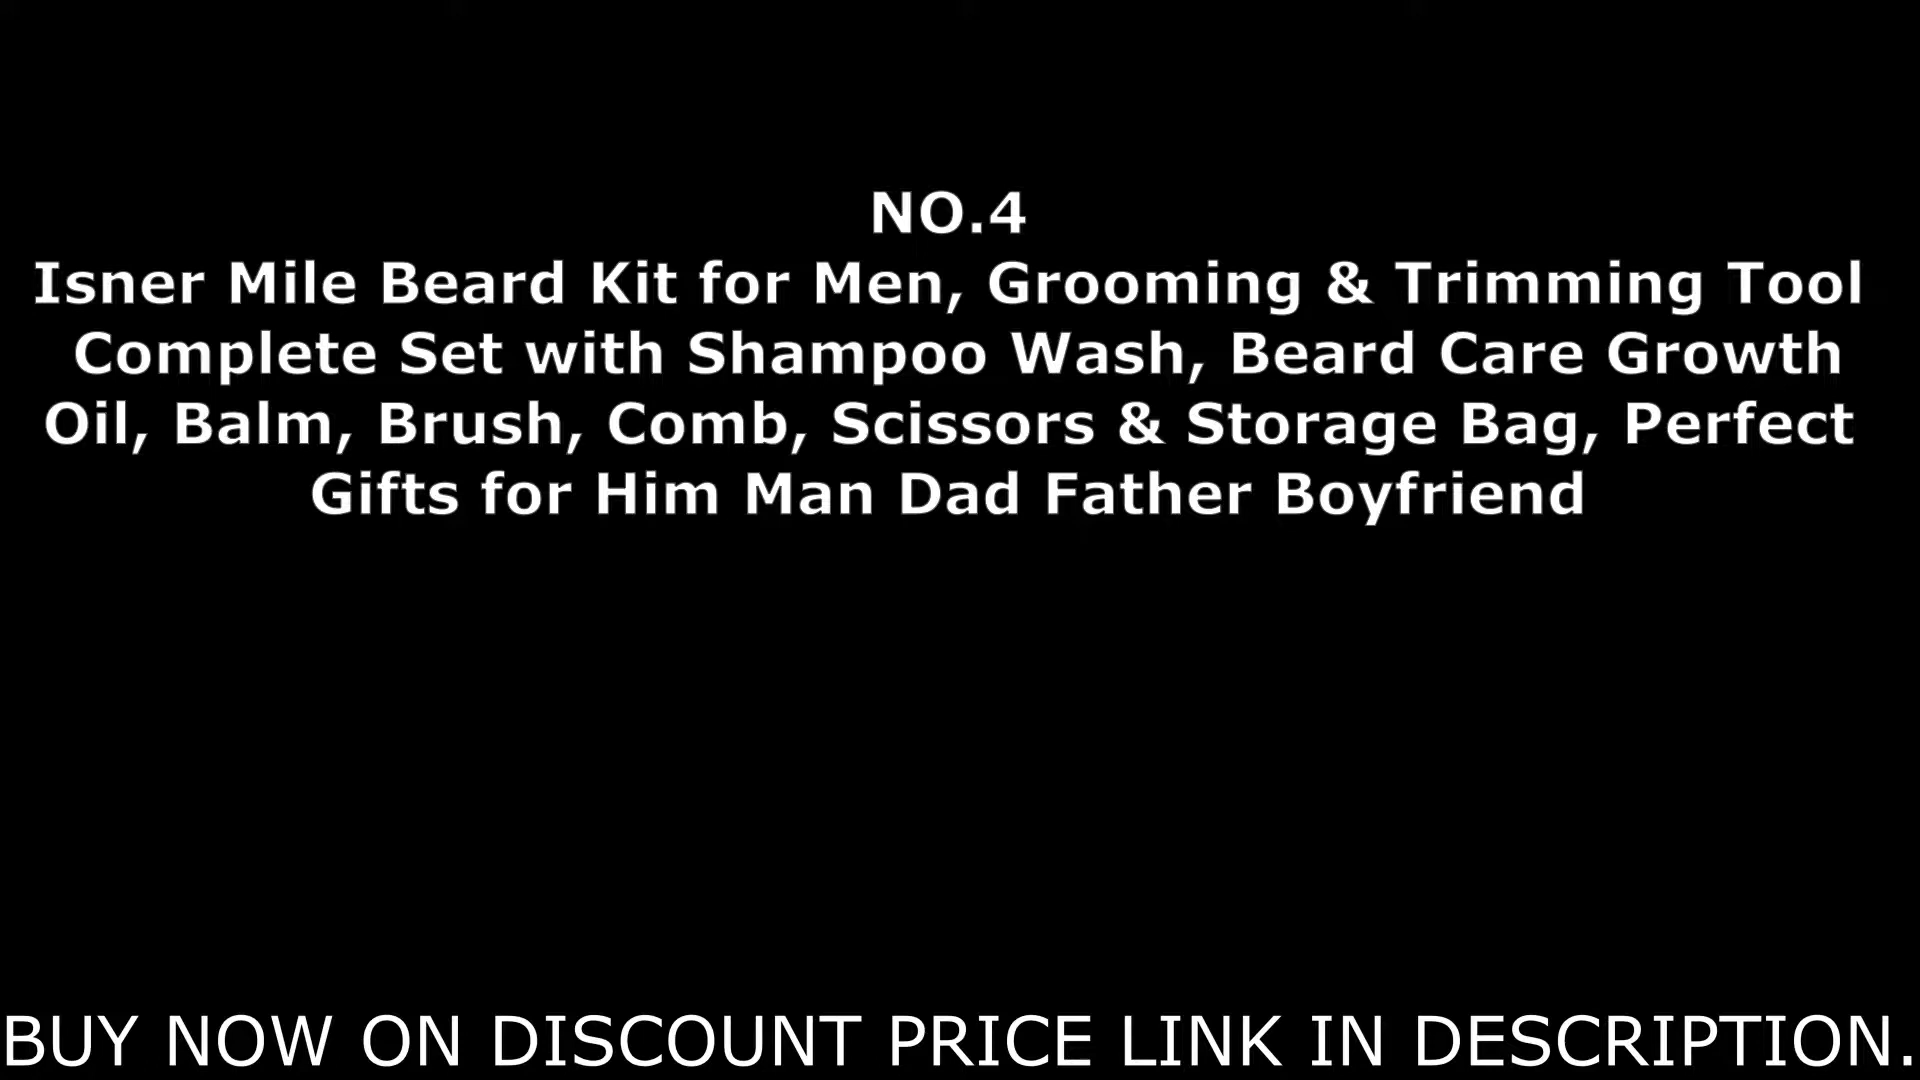 NO.4
Isner Mile Beard Kit for Men, Grooming & Trimming Tool
Complete Set with Shampoo Wash, Beard Care Growth
Oil, Balm, Brush, Comb, Scissors & Storage Bag, Perfect
Gifts for Him Man Dad Father Boyfriend
BUY NOW ON DISCOUNT PRICE LINK IN DESCRIPTION.